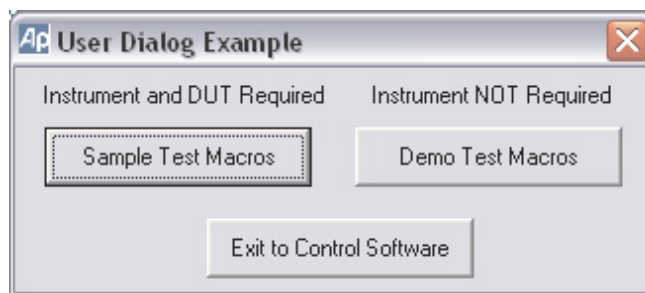 Ap User Dialog Example
Instrument and DUT Required
Instrument NOT Required
Sample Test Macros
Demo Test Macros
Exit to Control Software